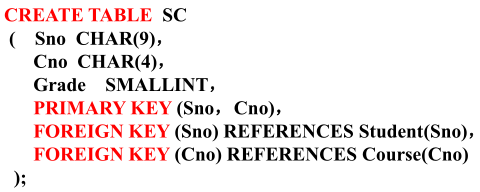 CREATE TABLE SC
( Sno CHAR(9)，
Cno CHAR(4)，
Grade SMALLINT，
PRIMARY KEY (Sno，Cno)，
FOREIGN KEY (Sno) REFERENCES Student(Sno)，
FOREIGN KEY (Cno) REFERENCES Course(Cno)
);